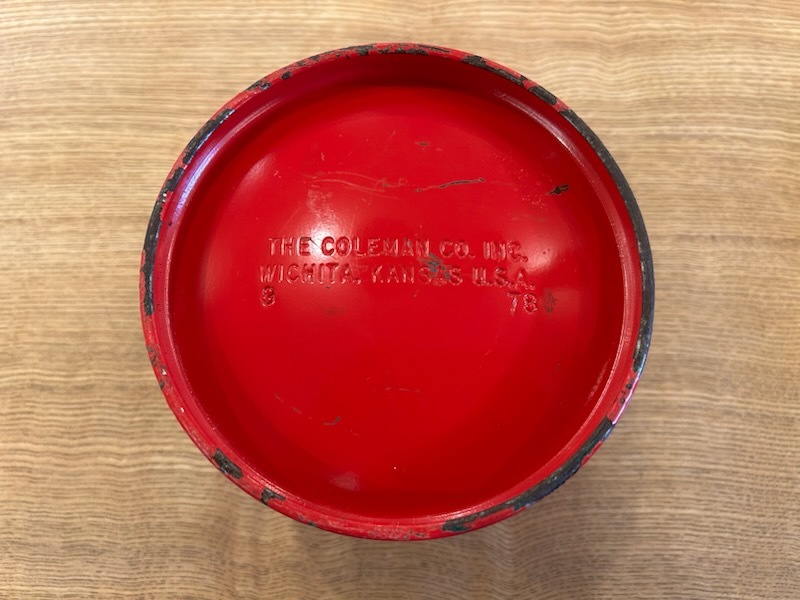 THE COLEMAN CO. INC.
WICHITA, KANSAS U.S.A.
8 78